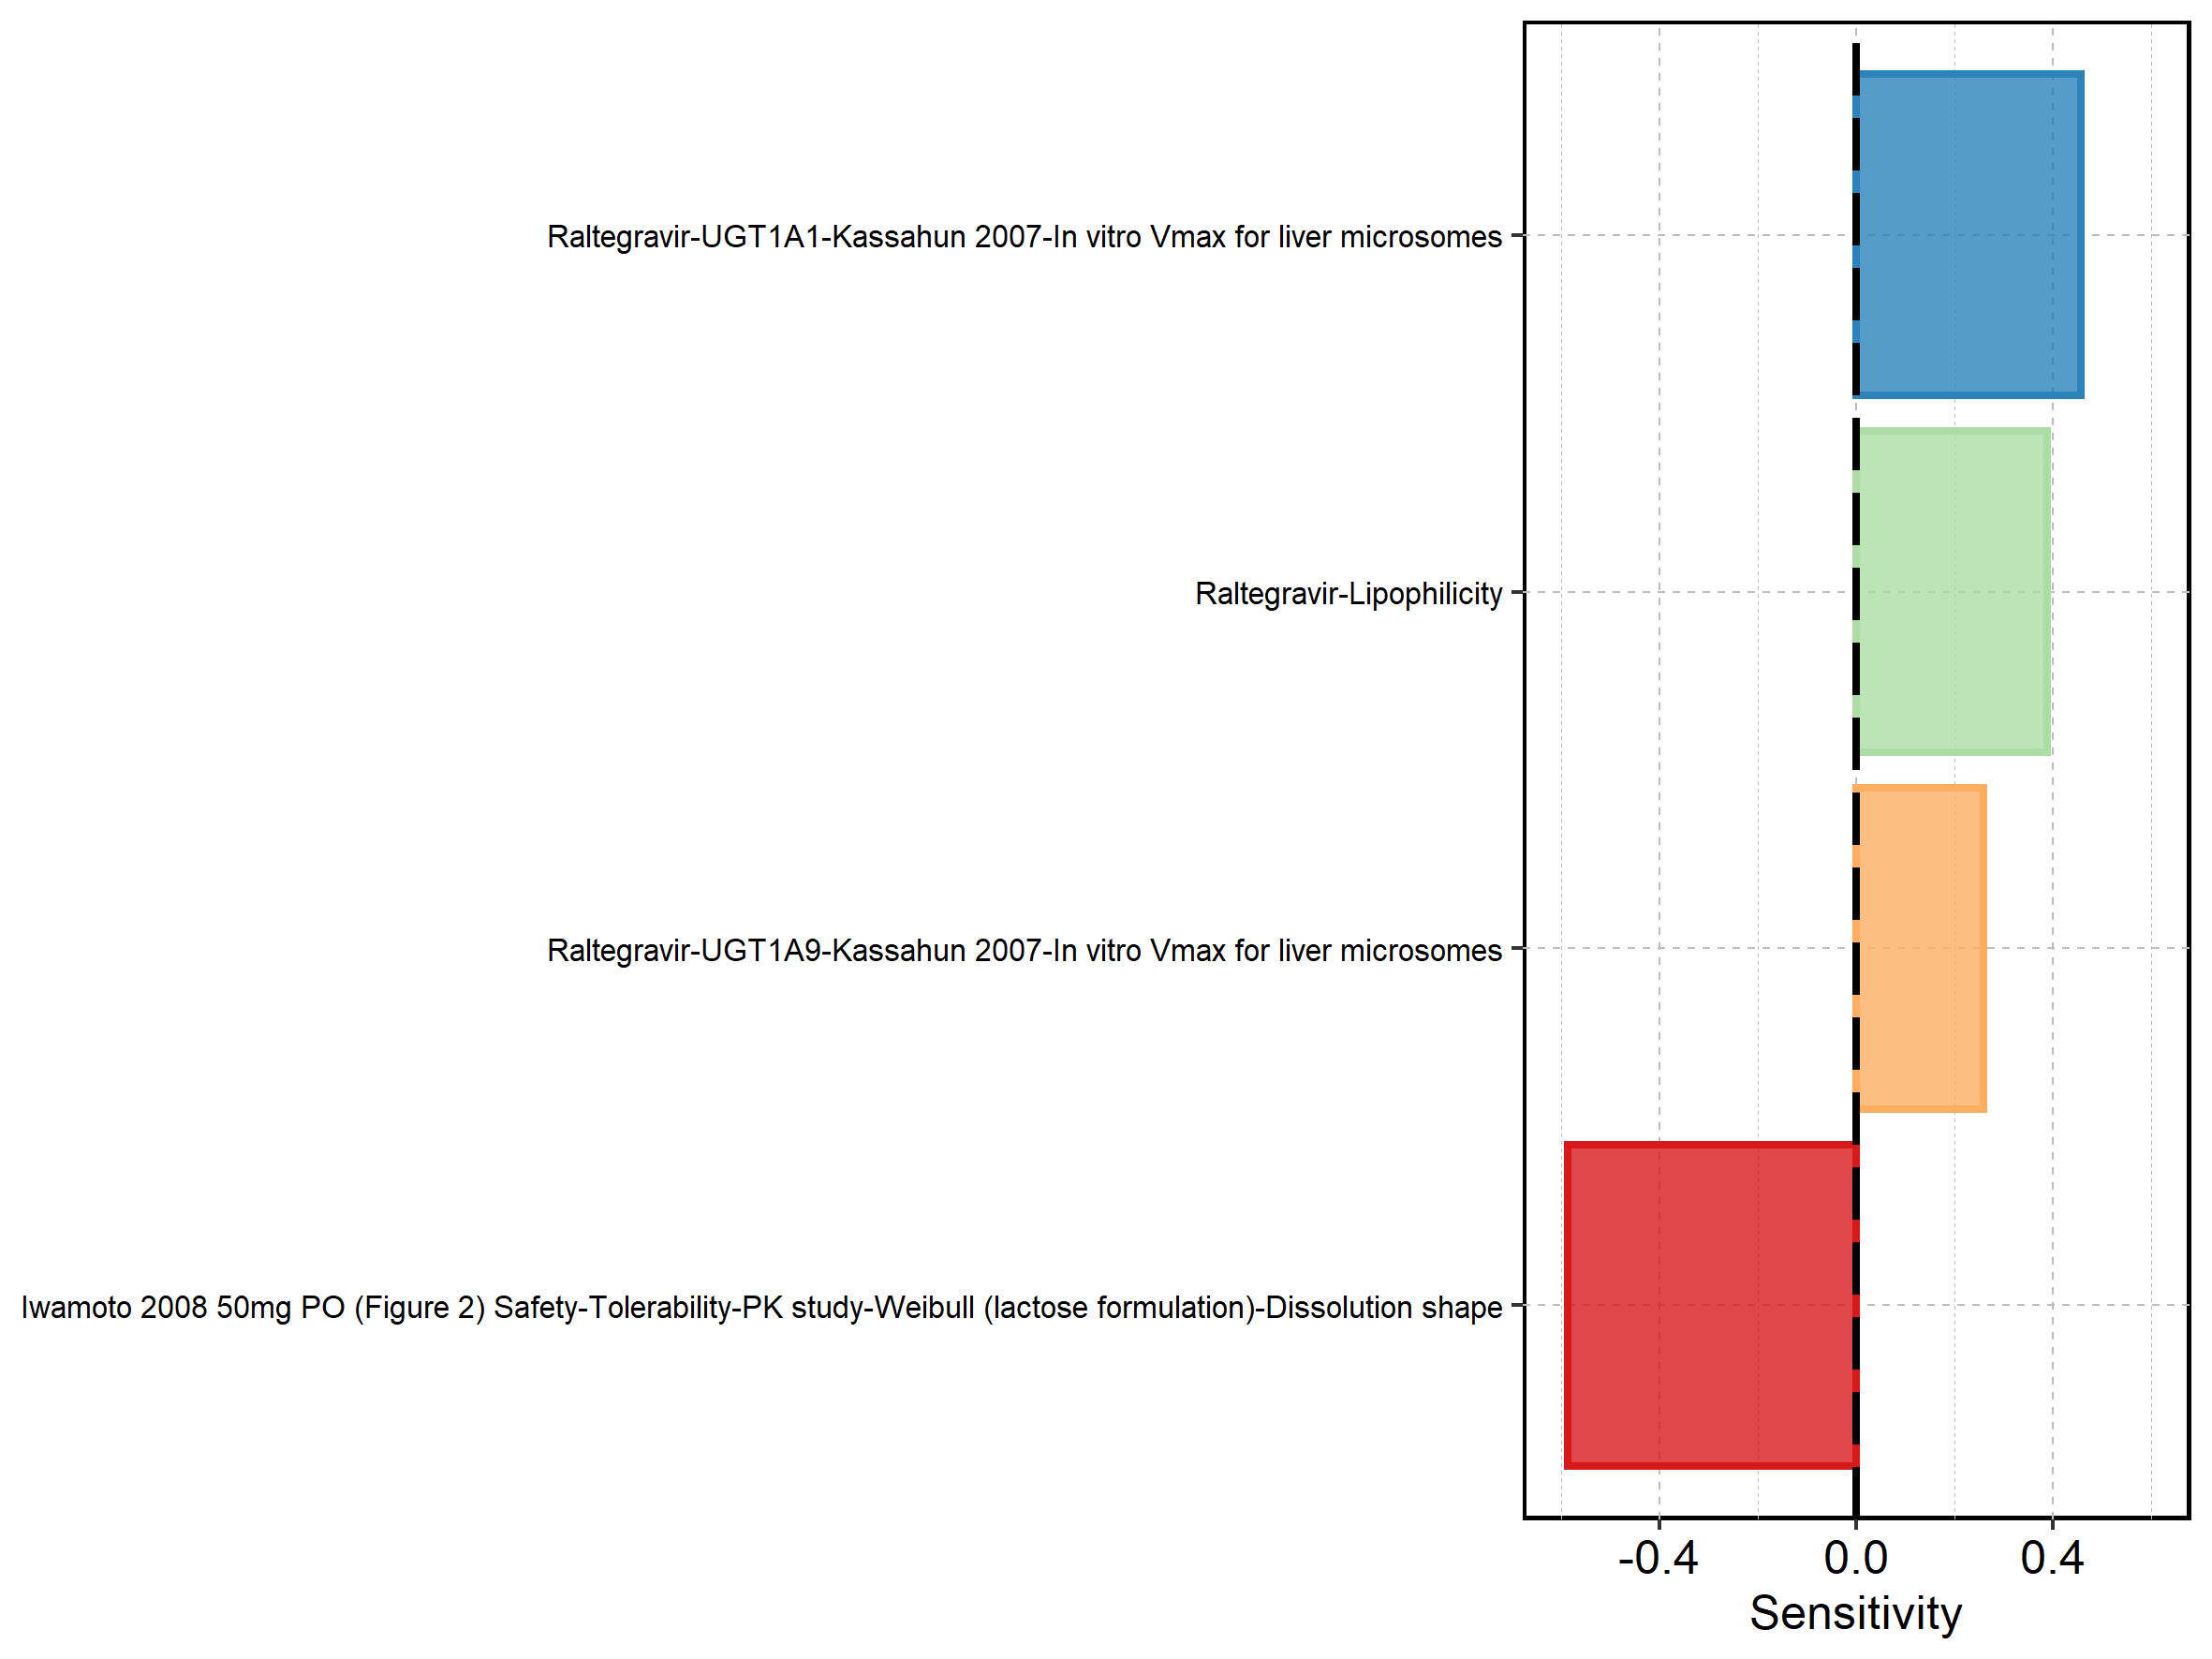 Raltegravir-UGT1A1-Kassahun 2007-In vitro Vmax for liver microsomes
Raltegravir-Lipophilicity
Raltegravir-UGT1A9-Kassahun 2007-In vitro Vmax for liver microsomes
Iwamoto 2008 50mg PO (Figure 2) Safety-Tolerability-PK study-Weibull (lactose formulation)-Dissolution shape
-0.4 0.0 0.4
Sensitivity